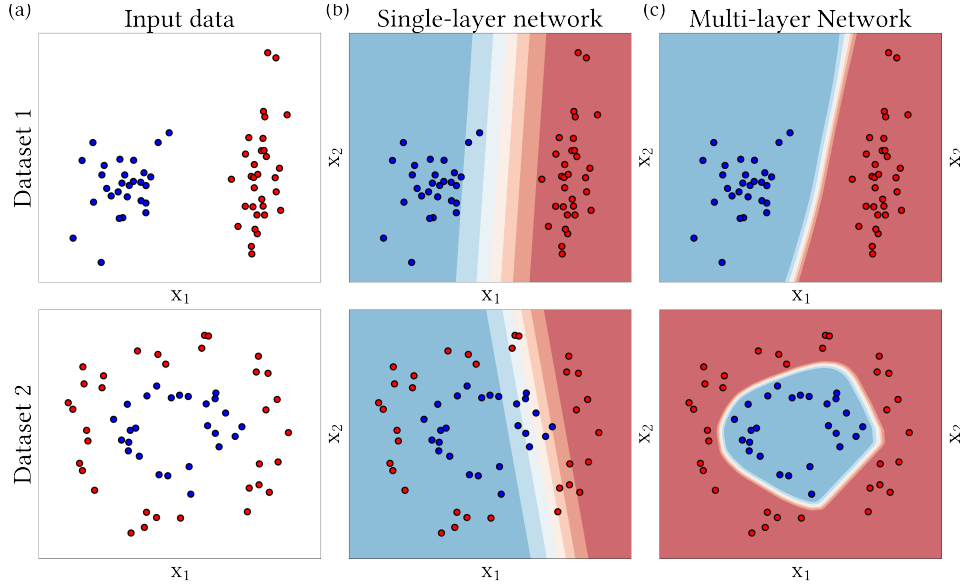 (a) Input data
(b) Single-layer network
(c) Multi-layer Network
Dataset 1
x₂
x₂
x₁
x₁
x₁
Dataset 2
x₂
x₂
x₁
x₁
x₁